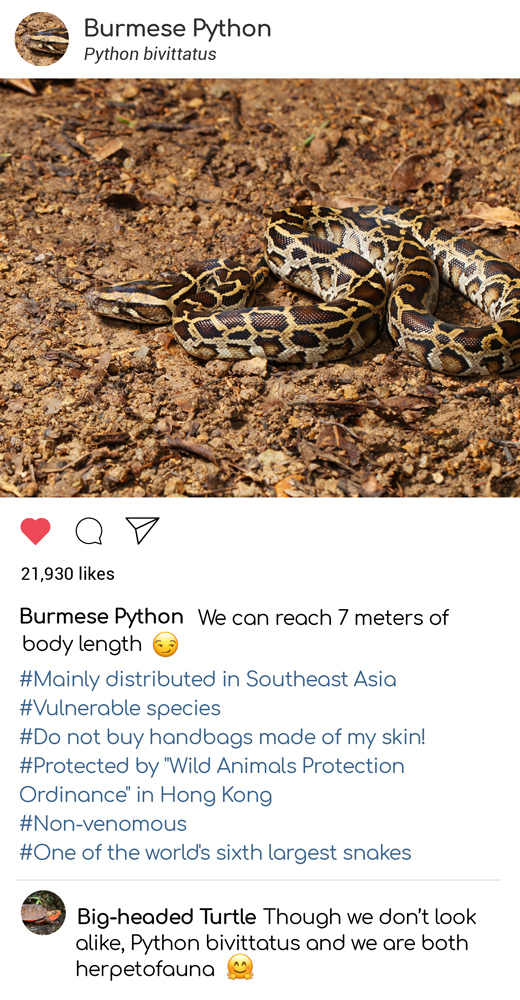 Burmese Python
Python bivittatus
21,930 likes
Burmese Python We can reach 7 meters of
body length 😏
#Mainly distributed in Southeast Asia
#Vulnerable species
#Do not buy handbags made of my skin!
#Protected by "Wild Animals Protection
Ordinance" in Hong Kong
#Non-venomous
#One of the world's sixth largest snakes
Big-headed Turtle Though we don't look
alike, Python bivittatus and we are both
herpetofauna 🤗